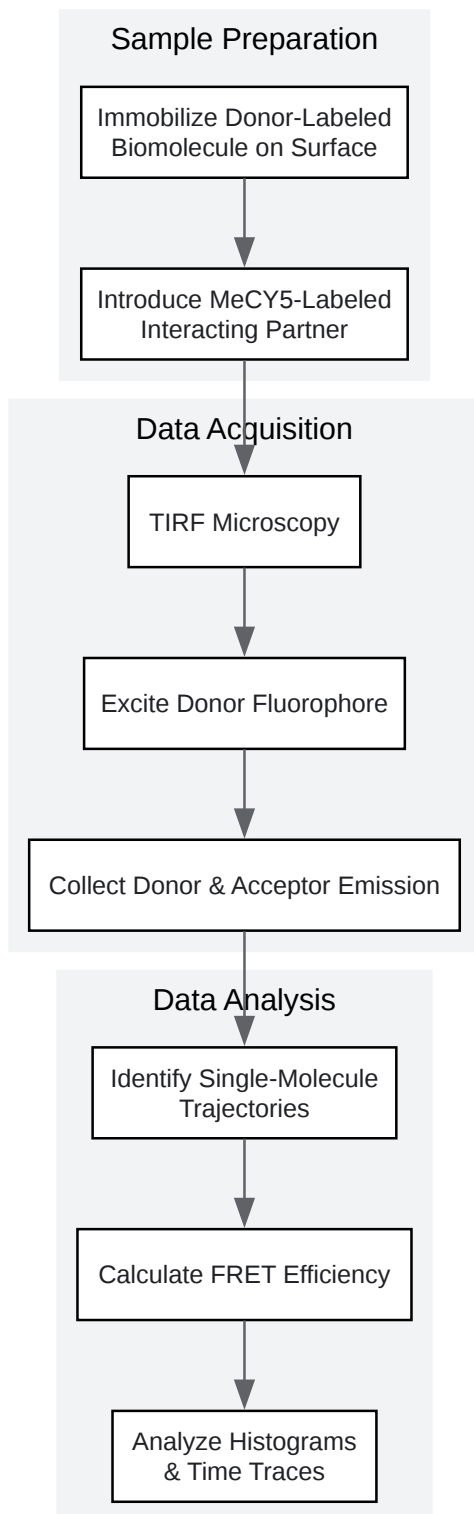 Sample Preparation
Immobilize Donor-Labeled
Biomolecule on Surface
Introduce MeCY5-Labeled
Interacting Partner
Data Acquisition
TIRF Microscopy
Excite Donor Fluorophore
Collect Donor & Acceptor Emission
Data Analysis
Identify Single-Molecule
Trajectories
Calculate FRET Efficiency
Analyze Histograms
& Time Traces